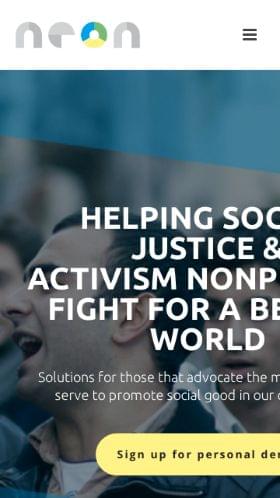 neon
HELPING SOC
JUSTICE &
ACTIVISM NONP
FIGHT FOR A BE
WORLD
Solutions for those that advocate the m
serve to promote social good in our
Sign up for personal de